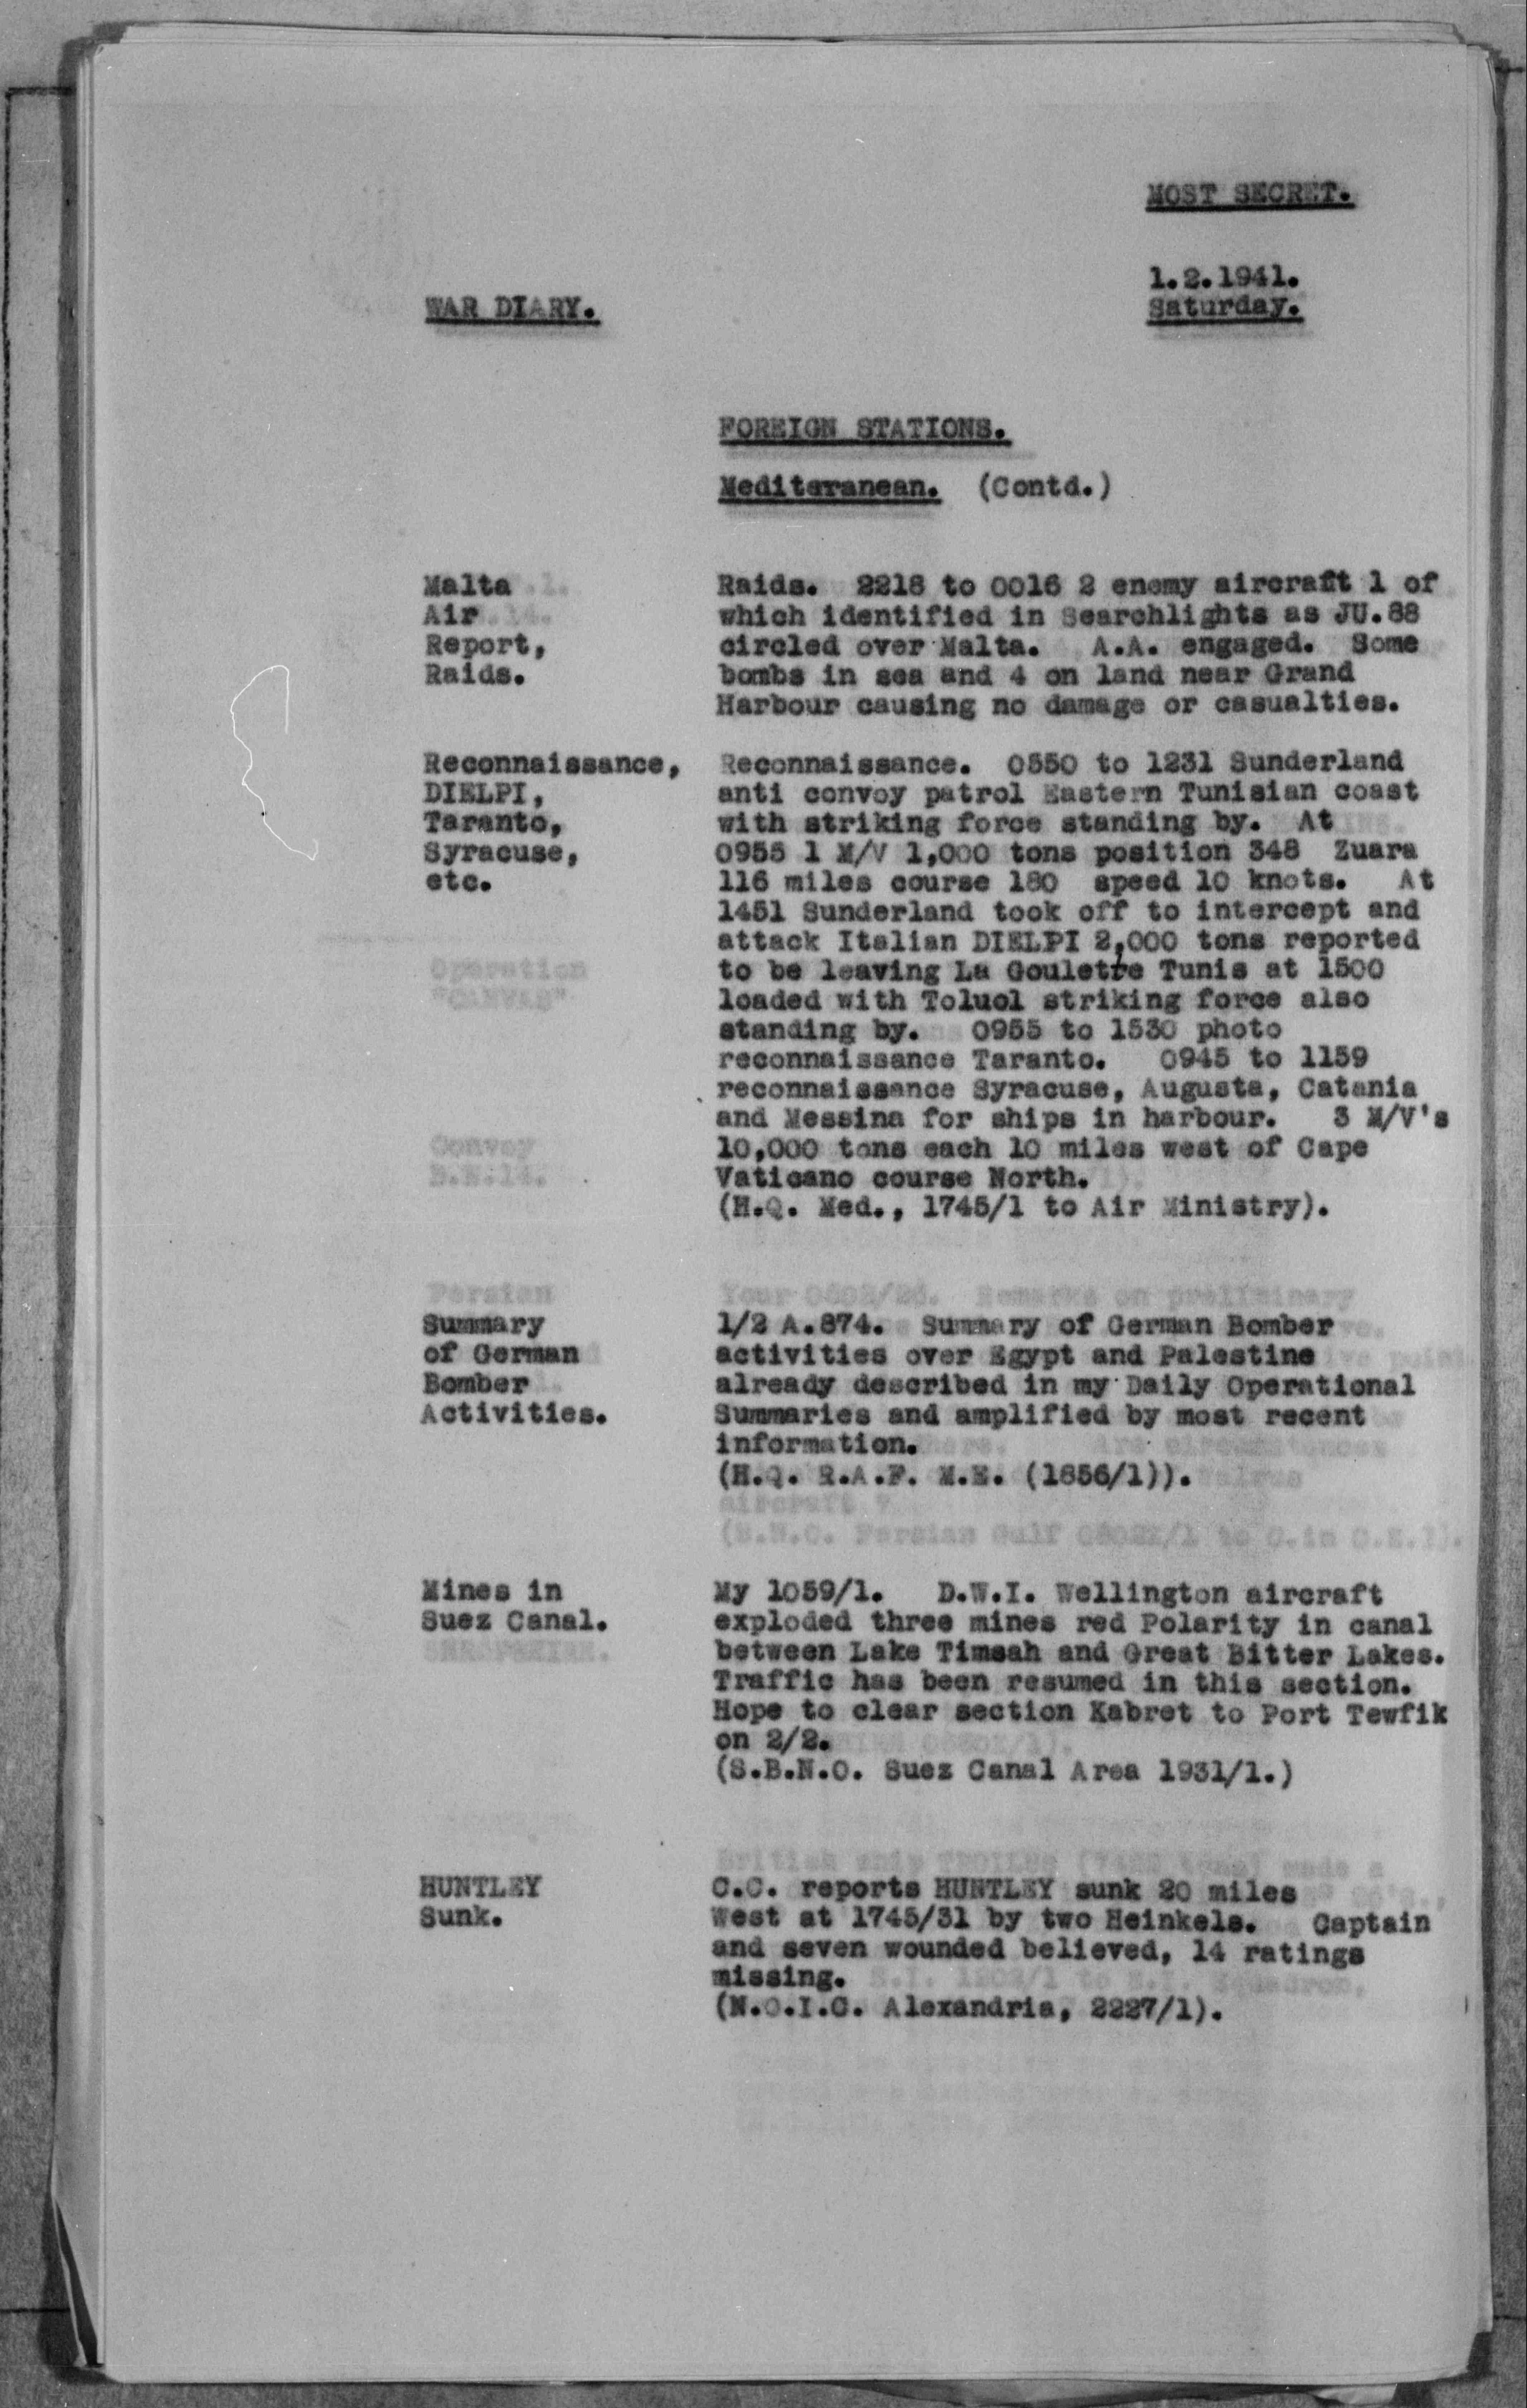 MOST SECRET.
1.2.1941.
Saturday.
WAR DIARY.
FOREIGN STATIONS.
Mediteranean. (Contd.)
Malta
Air
Report,
Raids.
Raids. 2218 to 0016 2 enemy aircraft 1 of
which identified in Searchlights as JU.88
circled over Malta. A.A. engaged. Some
bombs in sea and 4 on land near Grand
Harbour causing no damage or casualties.
Reconnaissance,
DIELPI,
Taranto,
Syracuse,
etc.
Reconnaissance. 0550 to 1231 Sunderland
anti convoy patrol Eastern Tunisian coast
with striking force standing by. At
0955 1 M/V 1,000 tons position 348 Zuara
116 miles course 180 speed 10 knots. At
1451 Sunderland took off to intercept and
attack Italian DIELPI 2,000 tons reported
to be leaving La Gouletre Tunis at 1500
loaded with Toluol striking force also
standing by. 0955 to 1530 photo
reconnaissance Taranto. 0945 to 1159
reconnaissance Syracuse, Augusta, Catania
and Messina for ships in harbour. 3 M/V's
10,000 tons each 10 miles west of Cape
Vaticano course North.
(H.Q. Med., 1745/1 to Air Ministry).
Summary
of German
Bomber
Activities.
1/2 A.874. Summary of German Bomber
activities over Egypt and Palestine
already described in my Daily Operational
Summaries and amplified by most recent
information.
(H.Q. R.A.F. M.E. (1856/1)).
Mines in
Suez Canal.
My 1059/1. D.W.I. Wellington aircraft
exploded three mines red Polarity in canal
between Lake Timsah and Great Bitter Lakes.
Traffic has been resumed in this section.
Hope to clear section Kabret to Port Tewfik
on 2/2.
(S.B.N.O. Suez Canal Area 1931/1.)
HUNTLEY
Sunk.
C.C. reports HUNTLEY sunk 20 miles
West at 1745/31 by two Heinkels. Captain
and seven wounded believed, 14 ratings
missing.
(N.O.I.C. Alexandria, 2227/1).